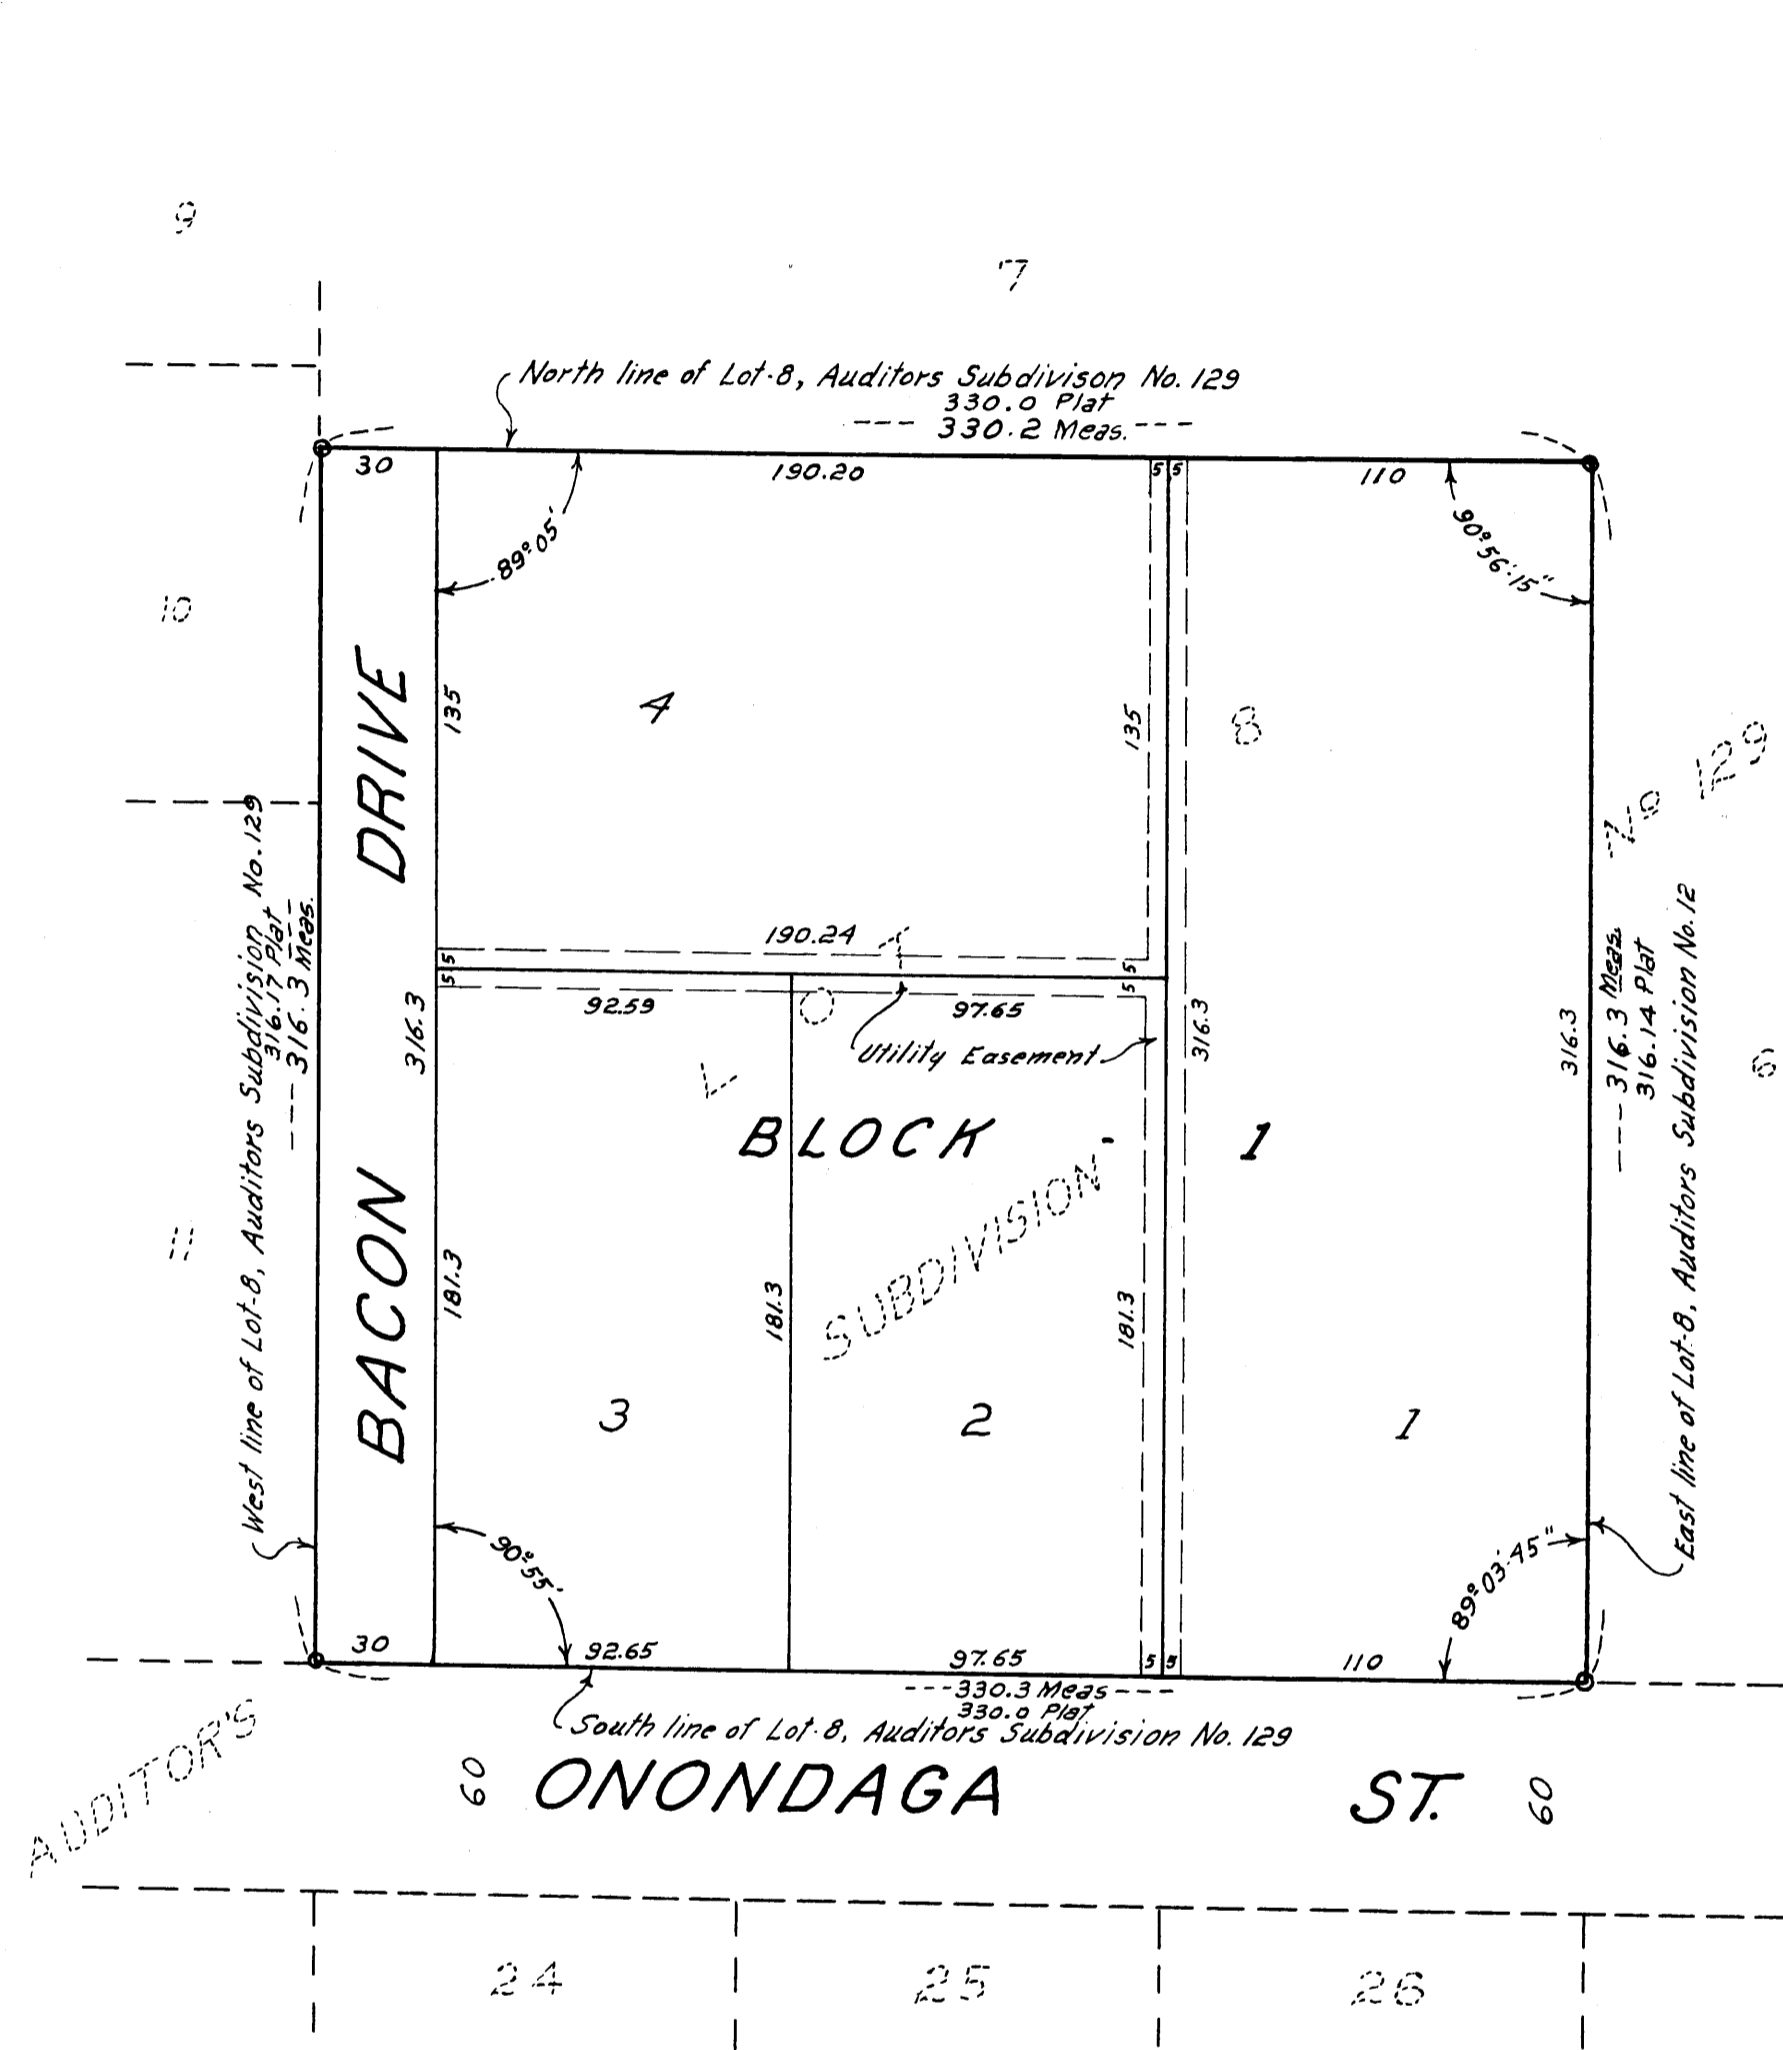 9
7
North line of Lot-8, Auditors Subdivison No. 129
330.0 Plat
--- 330.2 Meas. ---
30
190.20
5 5
110
89°05'
90°56'15"
10
DRIVE
135
4
135
8
No 129
West line of Lot-8, Auditors Subdivision No. 129
316.17 Plat
--- 316.3 Meas. ---
190.24
5
5
5
5
LOT
92.59
97.65
Utility Easement
316.3
316.3
316.3
--- 316.3 Meas.
316.14 Plat
East line of Lot-8, Auditors Subdivision No. 12
6
BLOCK 1
SUBDIVISION
11
BACON
181.3
181.3
181.3
3
2
1
90°55'
89°03'45"
30
92.65
97.65
5 5
110
---330.3 Meas---
330.0 Plat
South line of Lot-8, Auditors Subdivision No. 129
AUDITOR'S
60 ONONDAGA ST. 60
24
25
26